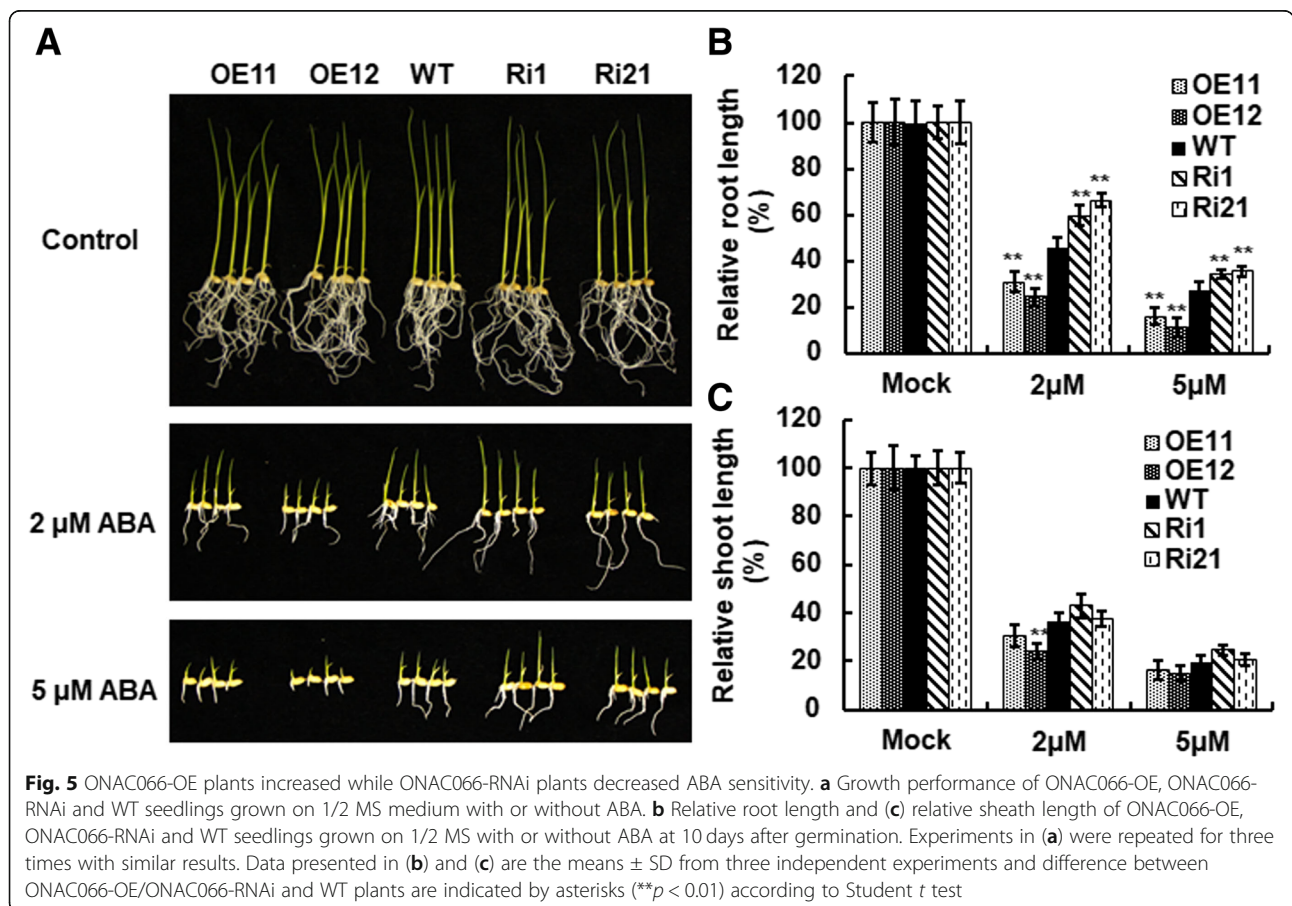 A
OE11 OE12 WT Ri1 Ri21
Control
2 µM ABA
5 µM ABA
B
Relative root length
(%)
120
100
80
60
40
20
0
OE11
OE12
WT
Ri1
Ri21
** ** ** **
** ** ** **
Mock 2µM 5µM
C
Relative shoot length
(%)
120
100
80
60
40
20
0
OE11
OE12
WT
Ri1
Ri21
**
Mock 2µM 5µM
Fig. 5 ONAC066-OE plants increased while ONAC066-RNAi plants decreased ABA sensitivity. a Growth performance of ONAC066-OE, ONAC066-
RNAi and WT seedlings grown on 1/2 MS medium with or without ABA. b Relative root length and (c) relative sheath length of ONAC066-OE,
ONAC066-RNAi and WT seedlings grown on 1/2 MS with or without ABA at 10 days after germination. Experiments in (a) were repeated for three
times with similar results. Data presented in (b) and (c) are the means ± SD from three independent experiments and difference between
ONAC066-OE/ONAC066-RNAi and WT plants are indicated by asterisks (**p < 0.01) according to Student t test